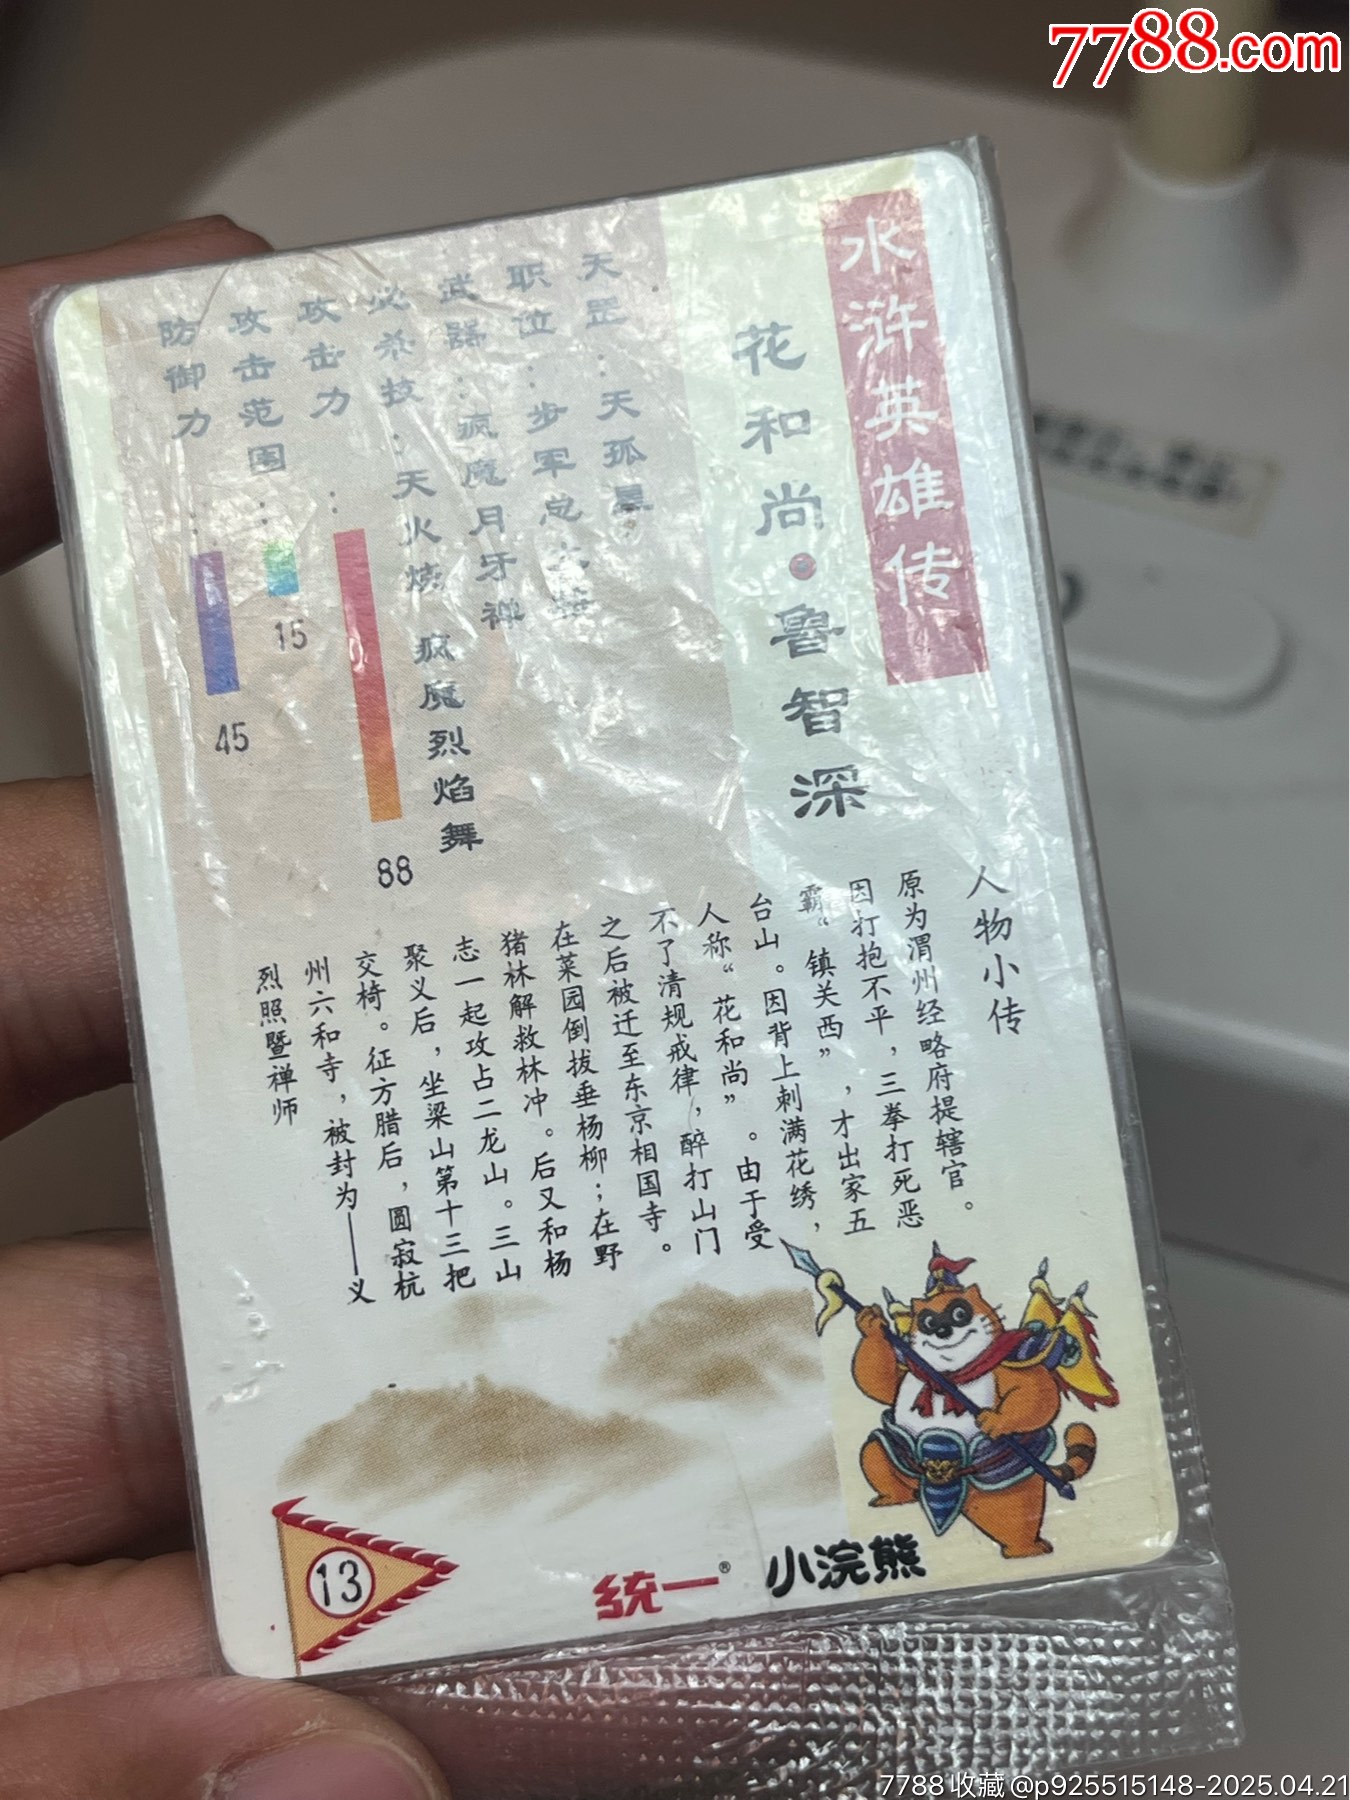 7788.com
水浒英雄传
花和尚·鲁智深
天罡：天孤星
职位：步军总
武器：疯魔月牙禅
必杀技：天火烧 疯魔烈焰舞
攻击力： 88
攻击范围： 15
防御力： 45
人物小传
原为渭州经略府提辖官。
因打抱不平，三拳打死恶
霸“镇关西”，才出家五
台山。因背上刺满花绣，
人称“花和尚”。由于受
不了清规戒律，醉打山门
之后被迁至东京相国寺。
在菜园倒拔垂杨柳；在野
猪林解救林冲。后又和杨
志一起攻占二龙山。三山
聚义后，坐梁山第十三把
交椅。征方腊后，圆寂杭
州六和寺，被封为——义
烈照暨禅师
13
统一® 小浣熊
7788收藏@p925515148-2025.04.21